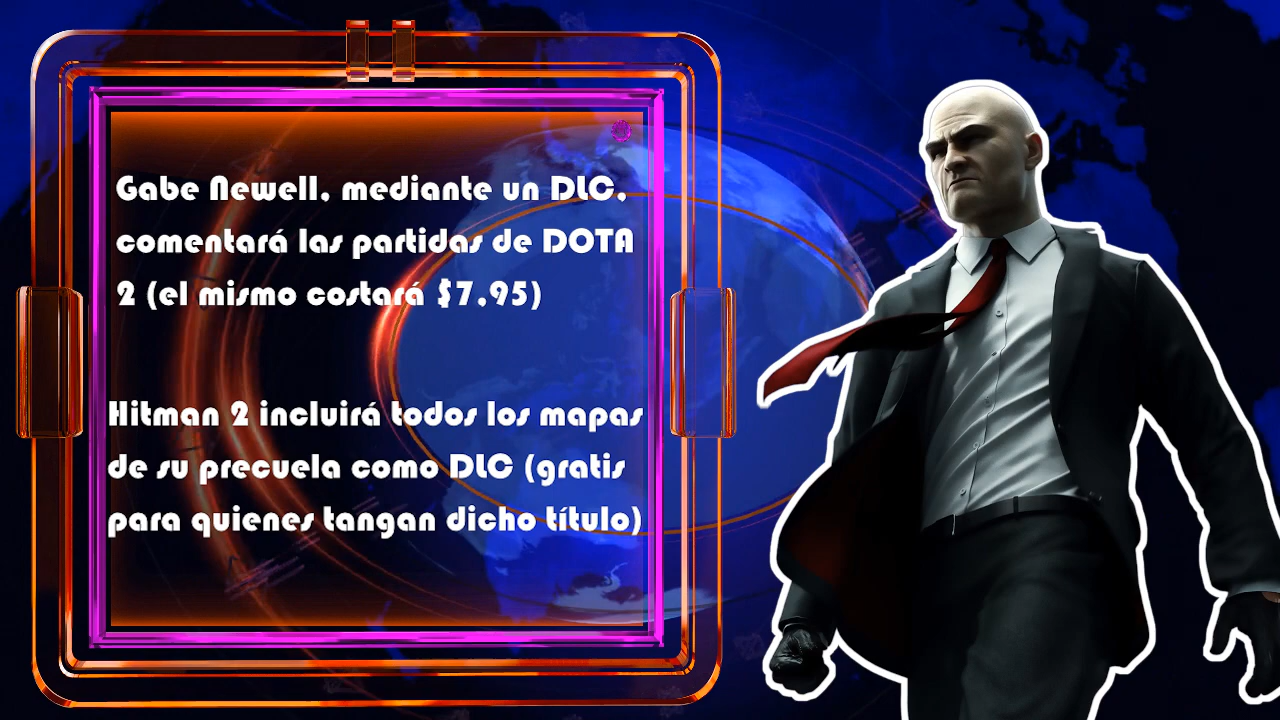 Gabe Newell, mediante un DLC,
comentará las partidas de DOTA
2 (el mismo costará $7.95)
Hitman 2 incluirá todos los mapas
de su precuela como DLC (gratis
para quienes tangan dicho título)